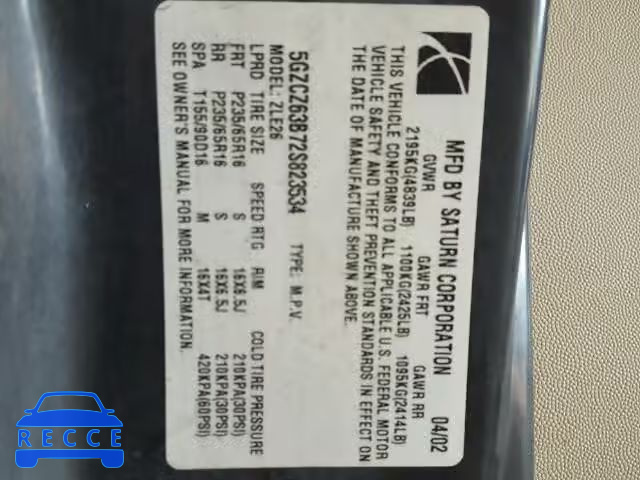 MFD BY SATURN CORPORATION 04/02
GVWR GAWR FRT GAWR RR
2195KG(4839LB) 1100KG(2425LB) 1095KG(2414LB)
THIS VEHICLE CONFORMS TO ALL APPLICABLE U.S. FEDERAL MOTOR
VEHICLE SAFETY AND THEFT PREVENTION STANDARDS IN EFFECT ON
THE DATE OF MANUFACTURE SHOWN ABOVE.
5GZCZ63B72S823534 TYPE: M.P.V.
MODEL: ZLE26
LPRD TIRE SIZE SPEED RTG RIM COLD TIRE PRESSURE
FRT P235/65R16 S 16X6.5J 210KPA(30PSI)
RR P235/65R16 S 16X6.5J 210KPA(30PSI)
SPA T155/90D16 M 16X4T 420KPA(60PSI)
SEE OWNER'S MANUAL FOR MORE INFORMATION.
RECCE